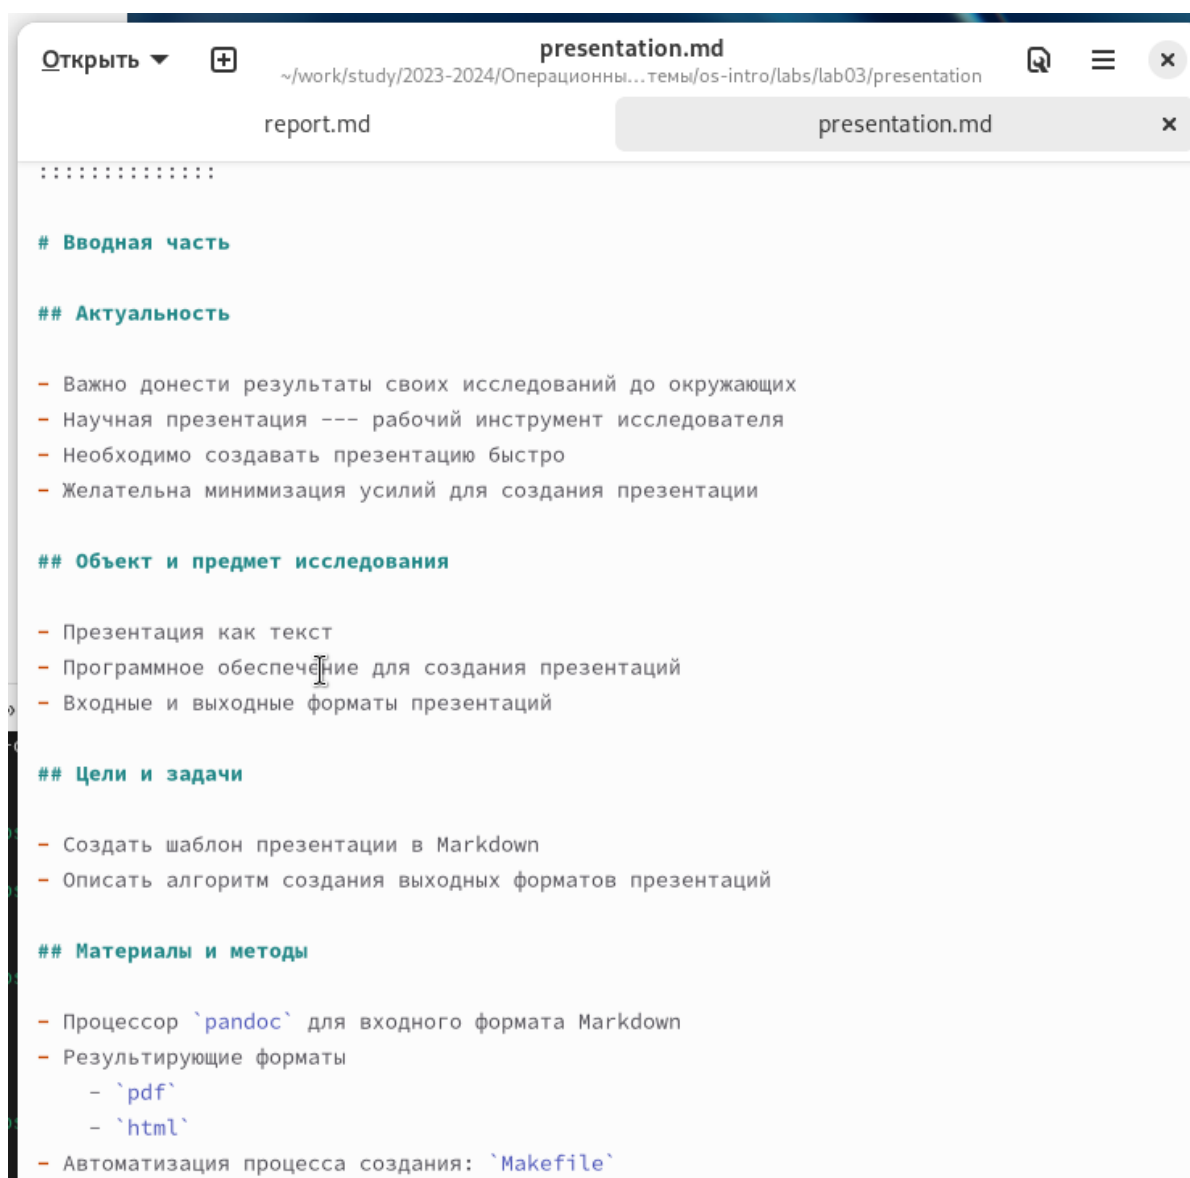 Открыть
presentation.md
~/work/study/2023-2024/Операционны…темы/os-intro/labs/lab03/presentation
report.md
presentation.md
::::::::::::::
# Вводная часть
## Актуальность
- Важно донести результаты своих исследований до окружающих
- Научная презентация --- рабочий инструмент исследователя
- Необходимо создавать презентацию быстро
- Желательна минимизация усилий для создания презентации
## Объект и предмет исследования
- Презентация как текст
- Программное обеспечение для создания презентаций
- Входные и выходные форматы презентаций
## Цели и задачи
- Создать шаблон презентации в Markdown
- Описать алгоритм создания выходных форматов презентаций
## Материалы и методы
- Процессор `pandoc` для входного формата Markdown
- Результирующие форматы
- `pdf`
- `html`
- Автоматизация процесса создания: `Makefile`